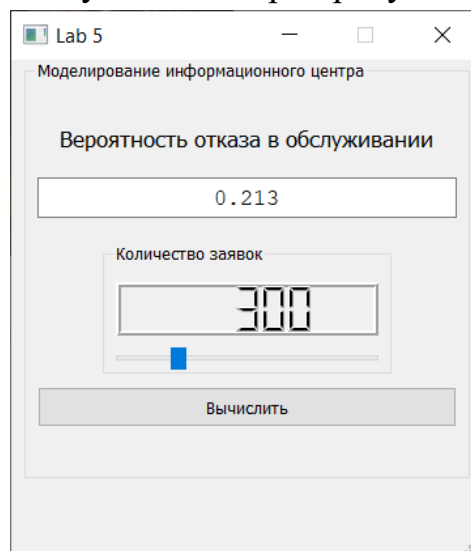 Lab 5
Моделирование информационного центра
Вероятность отказа в обслуживании
0.213
Количество заявок
300
Вычислить